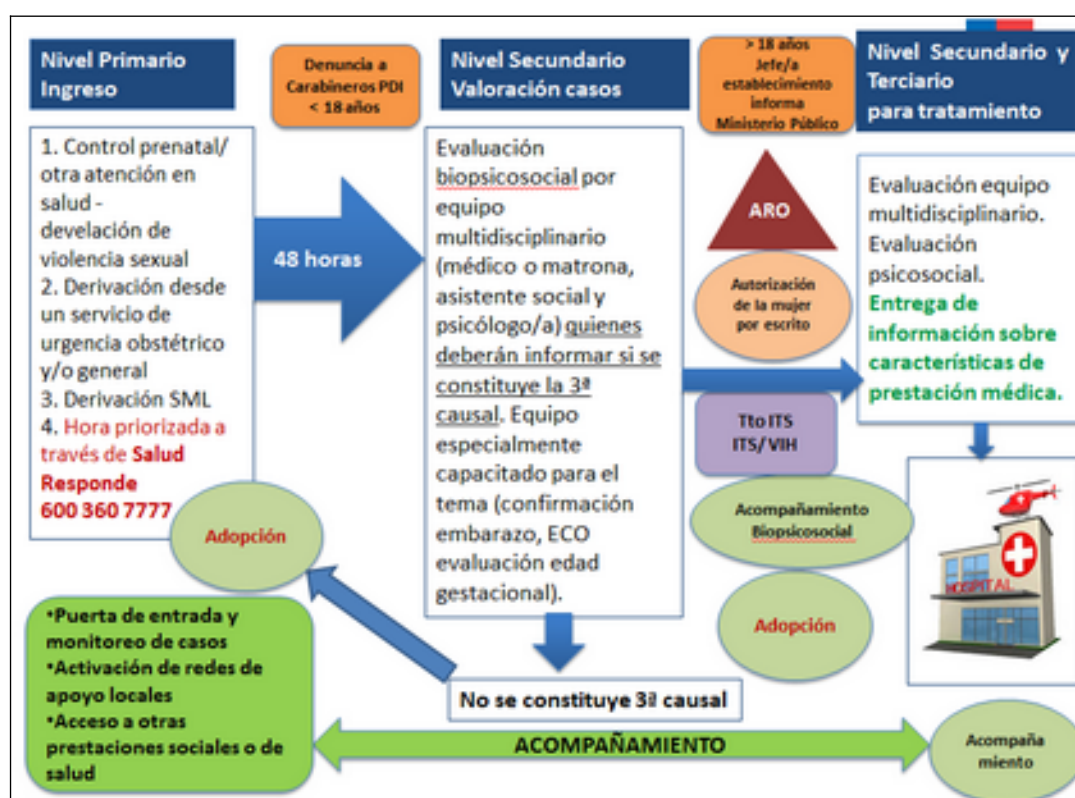 Nivel Primario
Ingreso
Denuncia a
Carabineros PDI
< 18 años
Nivel Secundario
Valoración casos
> 18 años
Jefe/a
establecimiento
informa
Ministerio Público
Nivel Secundario y
Terciario
para tratamiento
1. Control prenatal/
otra atención en
salud -
develación de
violencia sexual
2. Derivación desde
un servicio de
urgencia obstétrico
y/o general
3. Derivación SML
4. Hora priorizada a
través de Salud
Responde
600 360 7777
48 horas
Evaluación
biopsicosocial por
equipo
multidisciplinario
(médico o matrona,
asistente social y
psicólogo/a) quienes
deberán informar si se
constituye la 3ª
causal. Equipo
especialmente
capacitado para el
tema (confirmación
embarazo, ECO
evaluación edad
gestacional).
ARO
Autorización
de la mujer
por escrito
Tto ITS
ITS/VIH
Acompañamiento
Biopsicosocial
Adopción
Evaluación equipo
multidisciplinario.
Evaluación
psicosocial.
Entrega de
información sobre
características de
prestación médica.
HOSPITAL
Adopción
•Puerta de entrada y
monitoreo de casos
•Activación de redes de
apoyo locales
•Acceso a otras
prestaciones sociales o de
salud
No se constituye 3ª causal
ACOMPAÑAMIENTO
Acompaña
miento